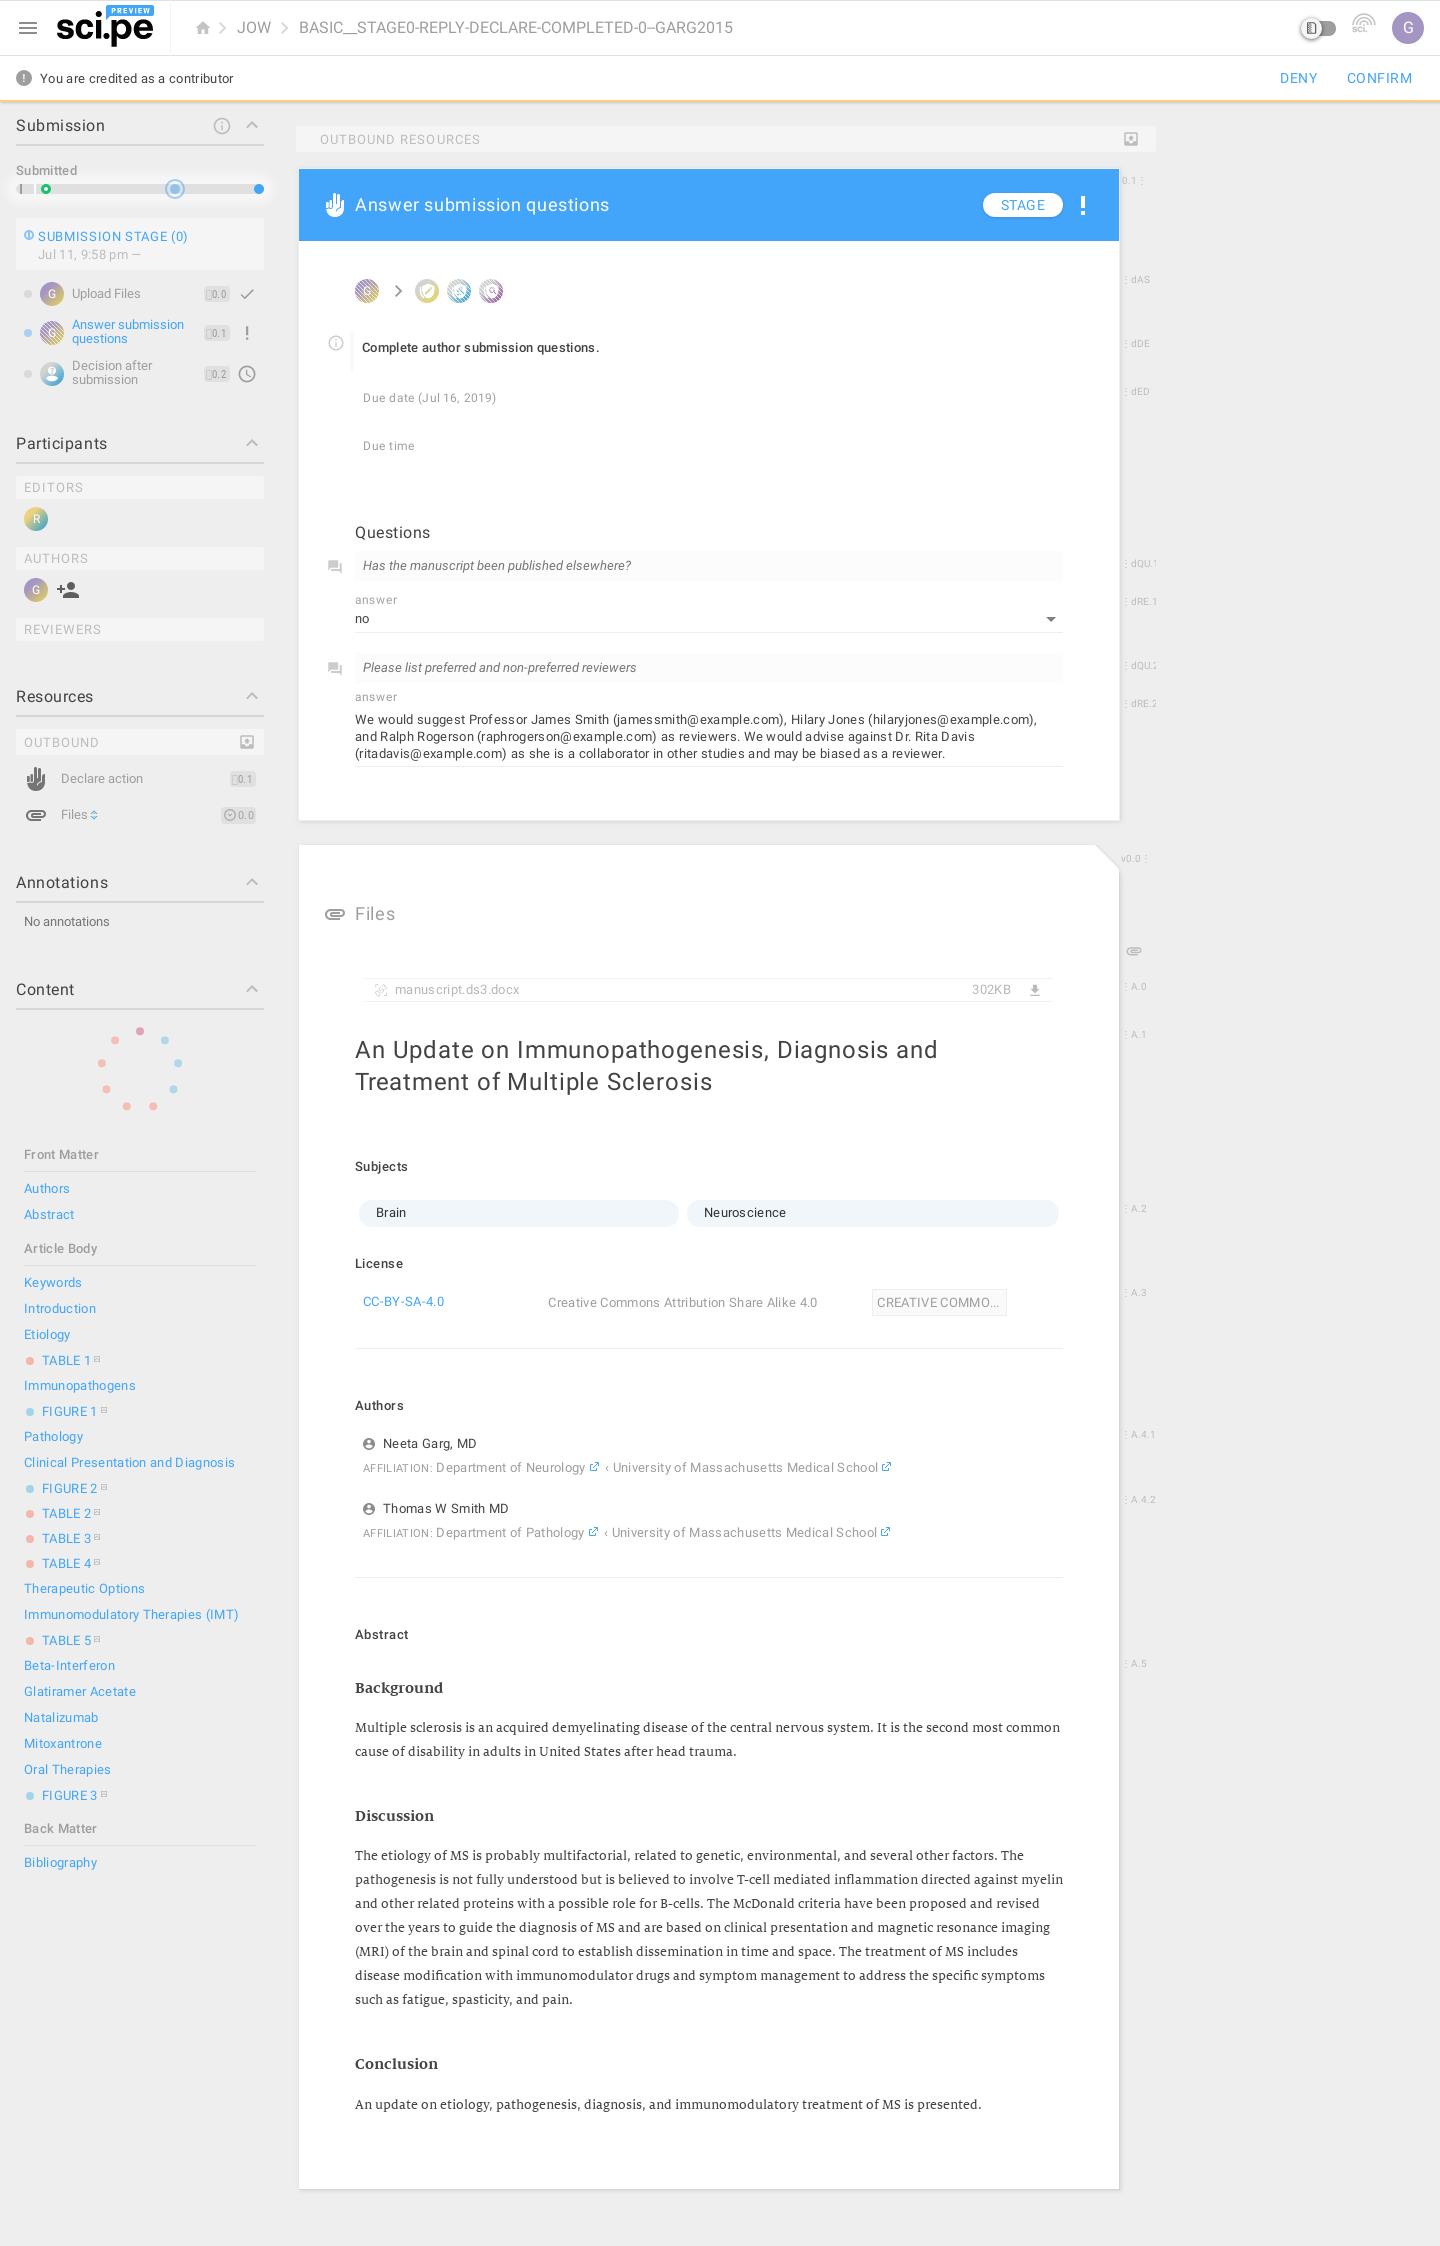 PREVIEW
sci.pe
JOW
BASIC__STAGE0-REPLY-DECLARE-COMPLETED-0--GARG2015
sci.
G
You are credited as a contributor
DENY
CONFIRM
Submission
Submitted
SUBMISSION STAGE (0)
Jul 11, 9:58 pm —
G
Upload Files
0.0
G
Answer submission
questions
0.1
Decision after
submission
0.2
Participants
EDITORS
R
AUTHORS
G
REVIEWERS
Resources
OUTBOUND
Declare action
0.1
Files
0.0
Annotations
No annotations
Content
Front Matter
Authors
Abstract
Article Body
Keywords
Introduction
Etiology
TABLE 1
Immunopathogens
FIGURE 1
Pathology
Clinical Presentation and Diagnosis
FIGURE 2
TABLE 2
TABLE 3
TABLE 4
Therapeutic Options
Immunomodulatory Therapies (IMT)
TABLE 5
Beta-Interferon
Glatiramer Acetate
Natalizumab
Mitoxantrone
Oral Therapies
FIGURE 3
Back Matter
Bibliography
OUTBOUND RESOURCES
Answer submission questions
STAGE
0.1
G
dAS
Complete author submission questions.
dDE
Due date (Jul 16, 2019)
dED
Due time
Questions
Has the manuscript been published elsewhere?
dQU.1
answer
dRE.1
no
Please list preferred and non-preferred reviewers
dQU.2
answer
dRE.2
We would suggest Professor James Smith (jamessmith@example.com), Hilary Jones (hilaryjones@example.com),
and Ralph Rogerson (raphrogerson@example.com) as reviewers. We would advise against Dr. Rita Davis
(ritadavis@example.com) as she is a collaborator in other studies and may be biased as a reviewer.
v0.0
Files
manuscript.ds3.docx
302KB
A.0
An Update on Immunopathogenesis, Diagnosis and
Treatment of Multiple Sclerosis
A.1
Subjects
Brain
Neuroscience
A.2
License
CC-BY-SA-4.0
Creative Commons Attribution Share Alike 4.0
CREATIVE COMMO...
A.3
Authors
Neeta Garg, MD
A.4.1
AFFILIATION: Department of Neurology ‹ University of Massachusetts Medical School
Thomas W Smith MD
A.4.2
AFFILIATION: Department of Pathology ‹ University of Massachusetts Medical School
Abstract
A.5
Background
Multiple sclerosis is an acquired demyelinating disease of the central nervous system. It is the second most common
cause of disability in adults in United States after head trauma.
Discussion
The etiology of MS is probably multifactorial, related to genetic, environmental, and several other factors. The
pathogenesis is not fully understood but is believed to involve T-cell mediated inflammation directed against myelin
and other related proteins with a possible role for B-cells. The McDonald criteria have been proposed and revised
over the years to guide the diagnosis of MS and are based on clinical presentation and magnetic resonance imaging
(MRI) of the brain and spinal cord to establish dissemination in time and space. The treatment of MS includes
disease modification with immunomodulator drugs and symptom management to address the specific symptoms
such as fatigue, spasticity, and pain.
Conclusion
An update on etiology, pathogenesis, diagnosis, and immunomodulatory treatment of MS is presented.